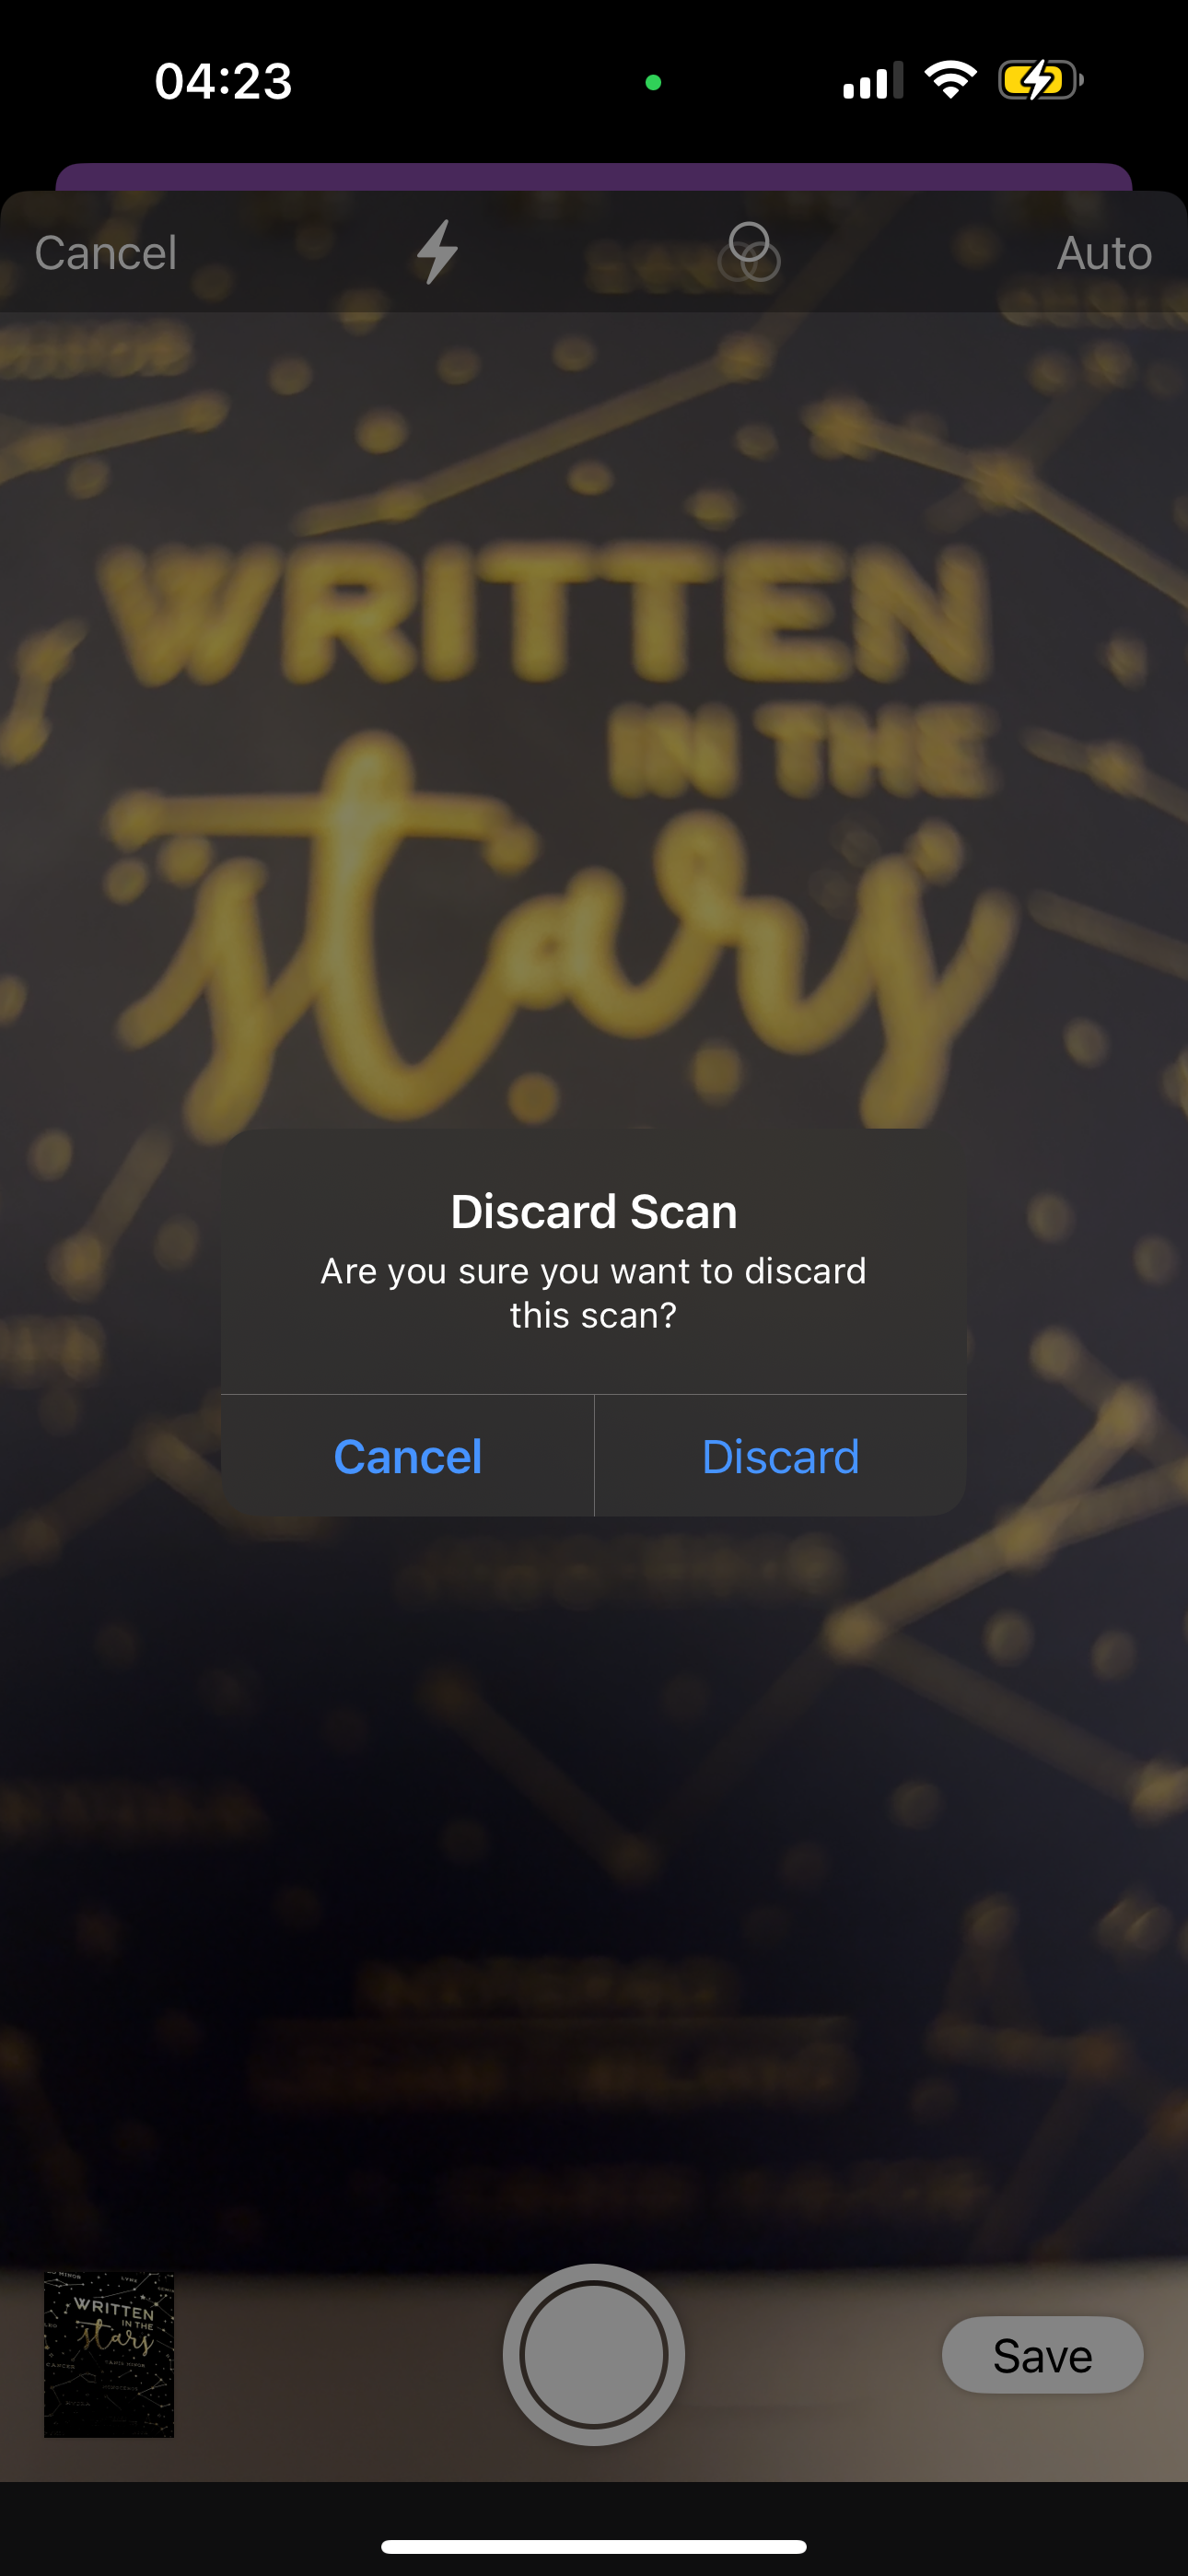 04:23
Cancel
Auto
WRITTEN
IN THE
stars
Discard Scan
Are you sure you want to discard
this scan?
Cancel
Discard
WRITTEN
IN THE
stars
Save